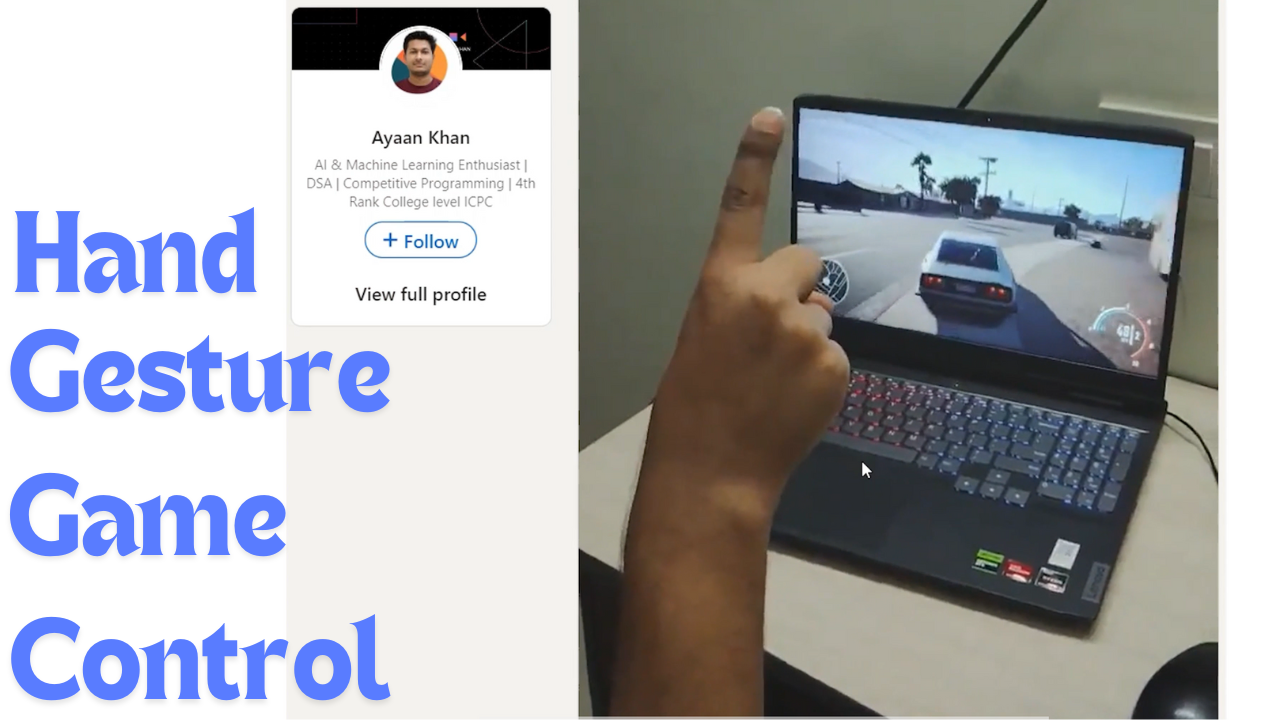 Hand
Gesture
Game
Control
Ayaan Khan
AI & Machine Learning Enthusiast |
DSA | Competitive Programming | 4th
Rank College level ICPC
+ Follow
View full profile
Lenovo